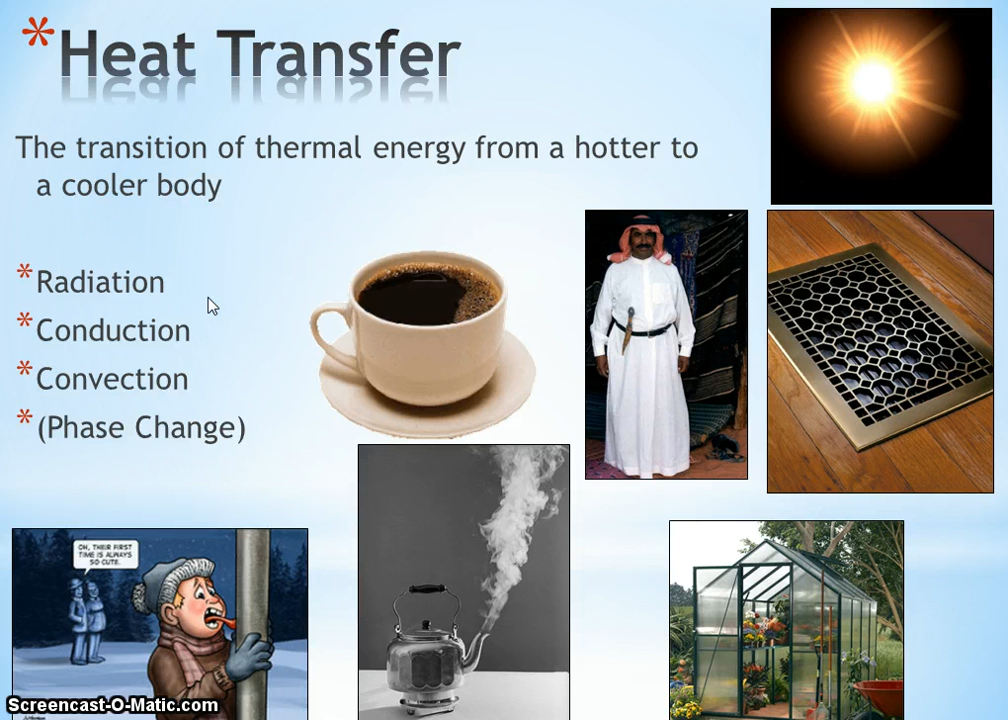 *Heat Transfer
The transition of thermal energy from a hotter to
a cooler body
*Radiation
*Conduction
*Convection
*(Phase Change)
OH, THEIR FIRST
TIME IS ALWAYS
SO CUTE.
Screencast-O-Matic.com